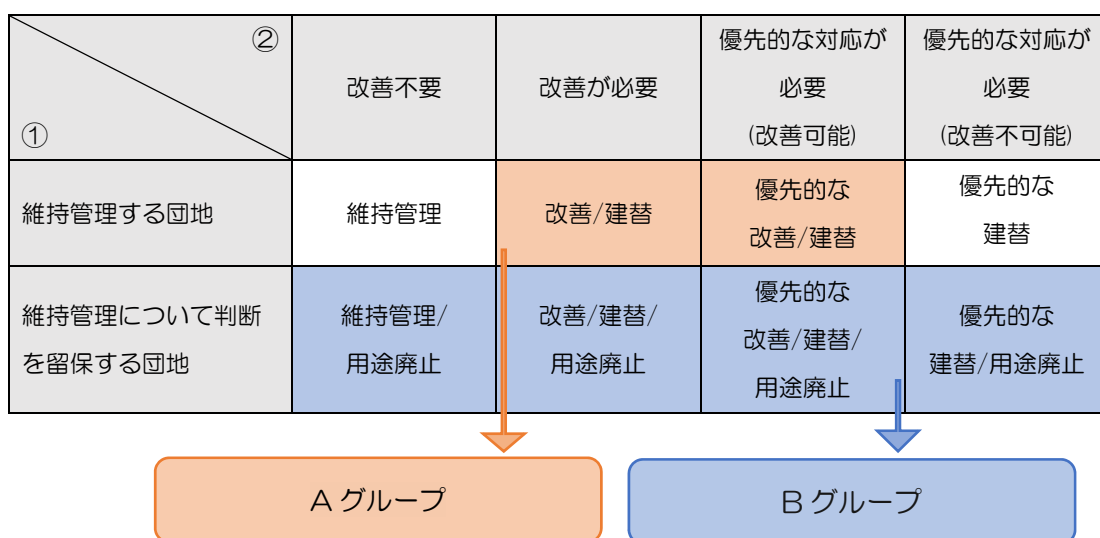 ②
①
改善不要
改善が必要
優先的な対応が
必要
(改善可能)
優先的な対応が
必要
(改善不可能)
維持管理する団地
維持管理
改善/建替
優先的な
改善/建替
優先的な
建替
維持管理について判断
を留保する団地
維持管理/
用途廃止
改善/建替/
用途廃止
優先的な
改善/建替/
用途廃止
優先的な
建替/用途廃止
A グループ
B グループ